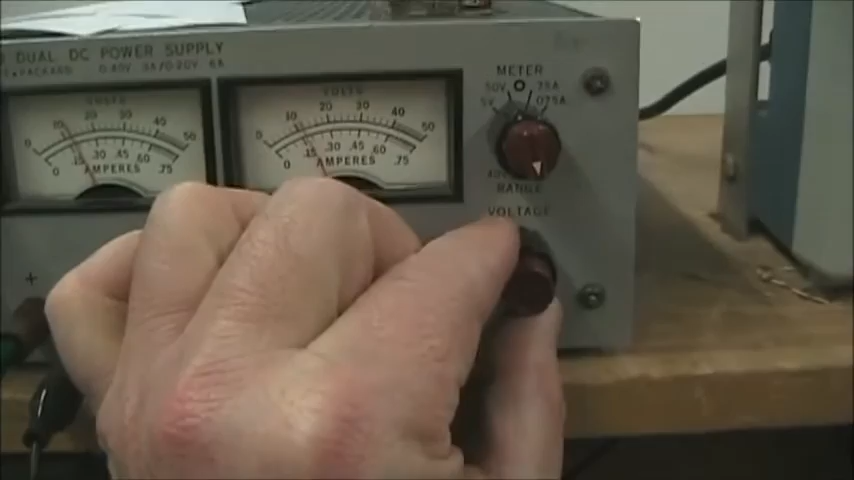 DUAL DC POWER SUPPLY
PACKARD 0-40V
6A
VOLTS
0 10 20 30 40 50
0 .15 .30 .45 .60 .75
AMPERES
VOLTS
0 10 20 30 40 50
0 .15 .30 .45 .60 .75
AMPERES
METER
50V .75A
5V .075A
RANGE
VOLTAGE
+